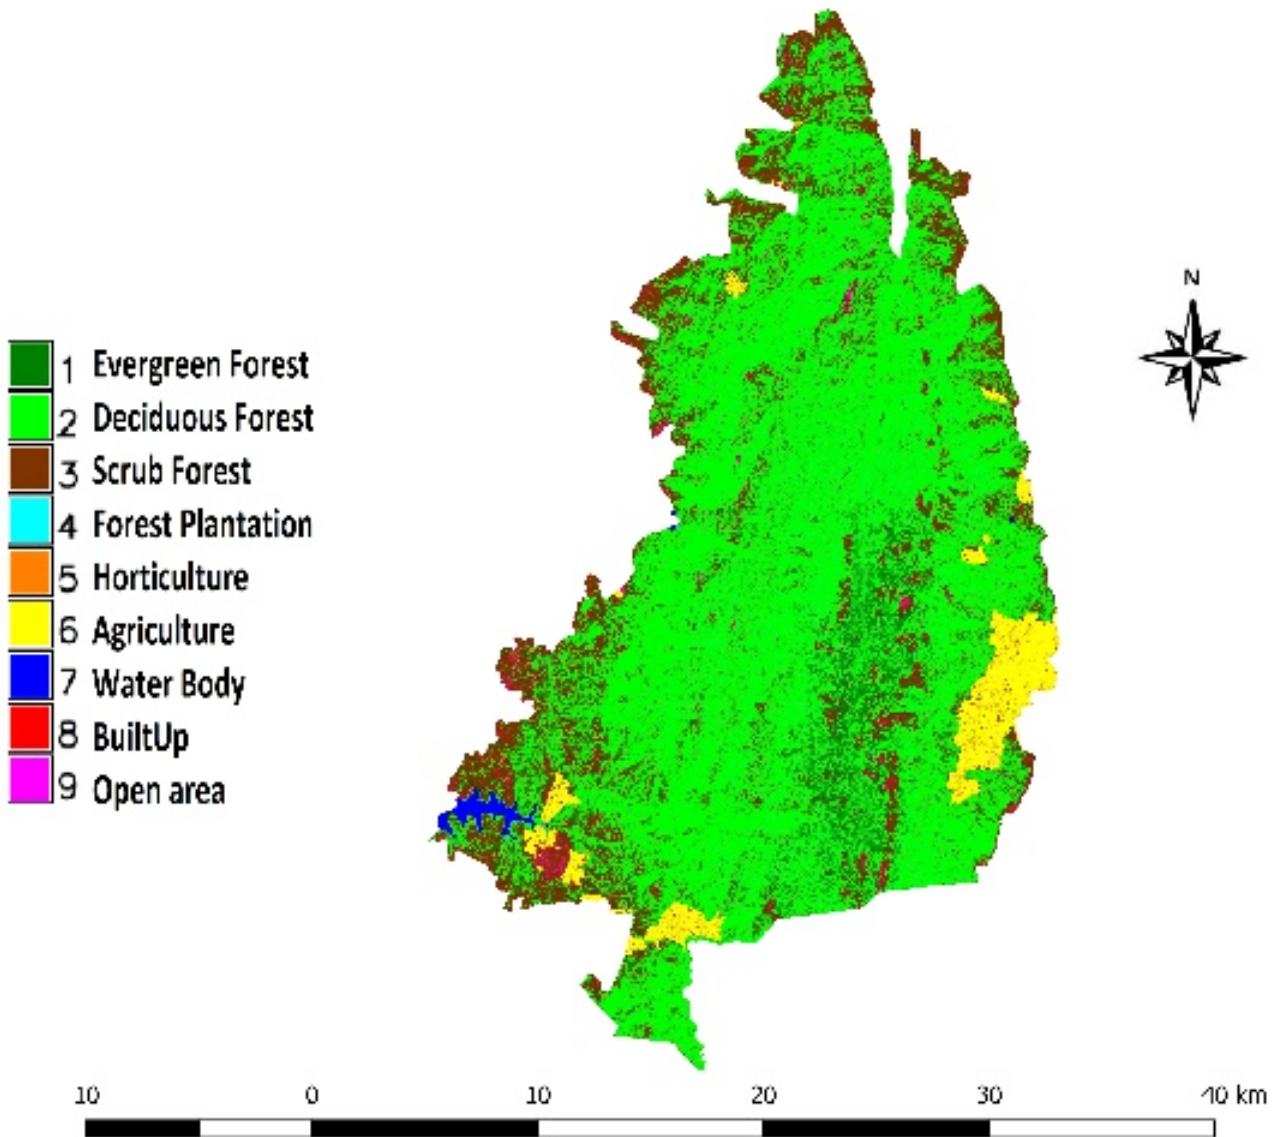 N
1 Evergreen Forest
2 Deciduous Forest
3 Scrub Forest
4 Forest Plantation
5 Horticulture
6 Agriculture
7 Water Body
8 BuiltUp
9 Open area
10 0 10 20 30 40 km